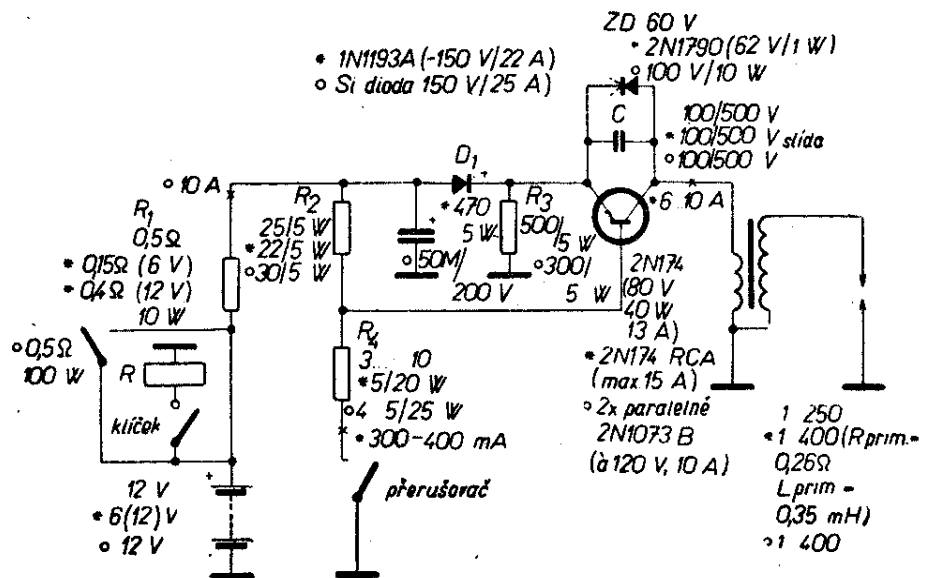 ZD 60 V
* 2N1790 (62 V/1 W)
○ 100 V/10 W
* 1N1193A (-150 V/22 A)
○ Si dioda 150 V/25 A)
C
100/500 V
* 100/500 V slída
○ 100/500 V
D₁
+
○ 10 A
R₁
0,5Ω
* 0,15Ω (6 V)
* 0,4Ω (12 V)
10 W
R₂
25/5 W
* 22/5 W
○ 30/5 W
+
○ 50M/
200 V
R₃
* 470
5 W
500/
5 W
○ 300/
5 W
* 6..10 A
2N174
(80 V
40 W
13 A)
* 2N174 RCA
(max. 15 A)
○ 2x paralelně
2N1073 B
(à 120 V, 10 A)
○ 0,5Ω
100 W
R
klíček
R₄
3... 10
* 5/20 W
○ 4 5/25 W
* 300-400 mA
přerušovač
+
12 V
* 6(12) V
○ 12 V
1 250
* 1 400 (Rprim.=
0,26Ω
Lprim =
0,35 mH)
○ 1 400